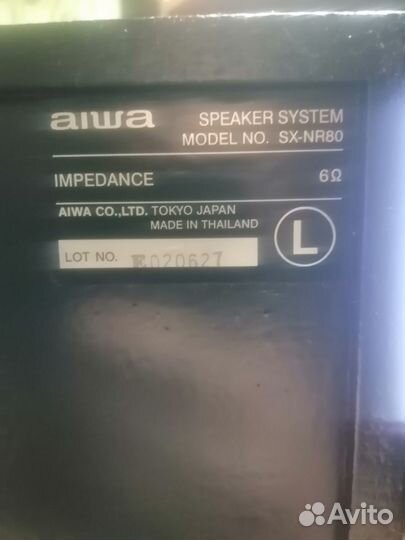 aiwa SPEAKER SYSTEM
MODEL NO. SX-NR80
IMPEDANCE 6Ω
AIWA CO.,LTD. TOKYO JAPAN
MADE IN THAILAND
L
LOT NO. E020627
Avito